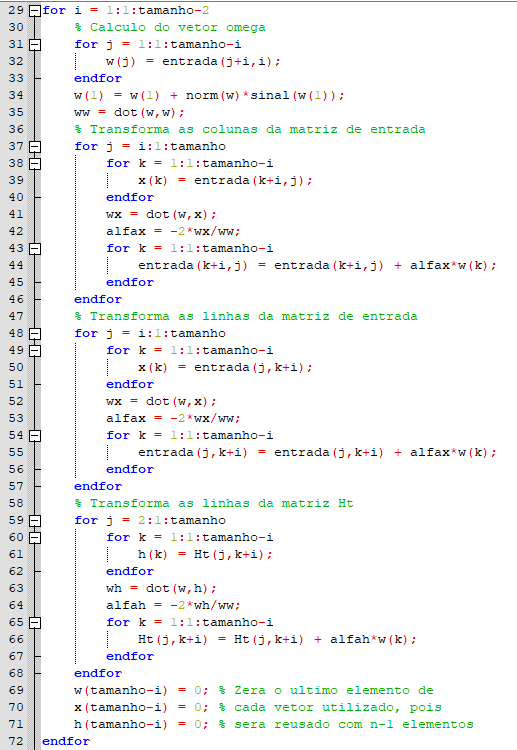 29 for i = 1:1:tamanho-2
30 % Calculo do vetor omega
31 for j = 1:1:tamanho-i
32 w(j) = entrada(j+i,i);
33 endfor
34 w(1) = w(1) + norm(w)*sinal(w(1));
35 ww = dot(w,w);
36 % Transforma as colunas da matriz de entrada
37 for j = i:1:tamanho
38 for k = 1:1:tamanho-i
39 x(k) = entrada(k+i,j);
40 endfor
41 wx = dot(w,x);
42 alfax = -2*wx/ww;
43 for k = 1:1:tamanho-i
44 entrada(k+i,j) = entrada(k+i,j) + alfax*w(k);
45 endfor
46 endfor
47 % Transforma as linhas da matriz de entrada
48 for j = i:1:tamanho
49 for k = 1:1:tamanho-i
50 x(k) = entrada(j,k+i);
51 endfor
52 wx = dot(w,x);
53 alfax = -2*wx/ww;
54 for k = 1:1:tamanho-i
55 entrada(j,k+i) = entrada(j,k+i) + alfax*w(k);
56 endfor
57 endfor
58 % Transforma as linhas da matriz Ht
59 for j = 2:1:tamanho
60 for k = 1:1:tamanho-i
61 h(k) = Ht(j,k+i);
62 endfor
63 wh = dot(w,h);
64 alfah = -2*wh/ww;
65 for k = 1:1:tamanho-i
66 Ht(j,k+i) = Ht(j,k+i) + alfah*w(k);
67 endfor
68 endfor
69 w(tamanho-i) = 0; % Zera o ultimo elemento de
70 x(tamanho-i) = 0; % cada vetor utilizado, pois
71 h(tamanho-i) = 0; % sera reusado com n-1 elementos
72 endfor